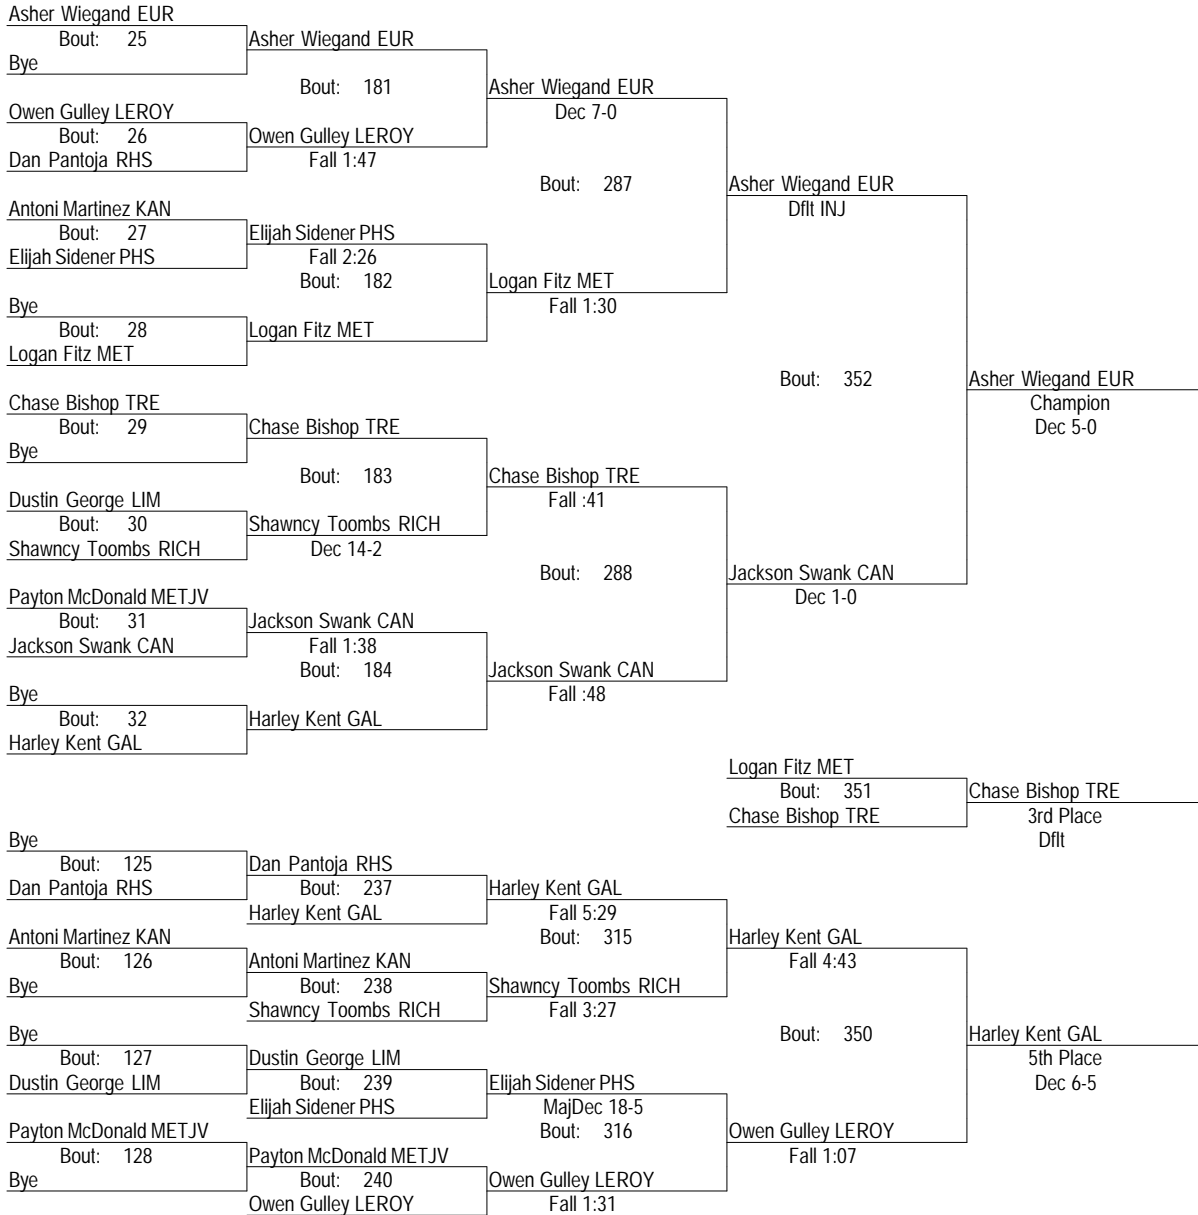 Asher Wiegand EUR
Bout: 25
Asher Wiegand EUR
Bye
Bout: 181
Asher Wiegand EUR
Dec 7-0
Owen Gulley LEROY
Bout: 26
Owen Gulley LEROY
Dan Pantoja RHS
Fall 1:47
Bout: 287
Asher Wiegand EUR
Dflt INJ
Antoni Martinez KAN
Bout: 27
Elijah Sidener PHS
Elijah Sidener PHS
Fall 2:26
Bout: 182
Logan Fitz MET
Fall 1:30
Bye
Bout: 28
Logan Fitz MET
Logan Fitz MET
Bout: 352
Asher Wiegand EUR
Champion
Dec 5-0
Chase Bishop TRE
Bout: 29
Chase Bishop TRE
Bye
Bout: 183
Chase Bishop TRE
Fall :41
Dustin George LIM
Bout: 30
Shawncy Toombs RICH
Shawncy Toombs RICH
Dec 14-2
Bout: 288
Jackson Swank CAN
Dec 1-0
Payton McDonald METJV
Bout: 31
Jackson Swank CAN
Jackson Swank CAN
Fall 1:38
Bout: 184
Jackson Swank CAN
Fall :48
Bye
Bout: 32
Harley Kent GAL
Harley Kent GAL
Logan Fitz MET
Bout: 351
Chase Bishop TRE
Chase Bishop TRE
3rd Place
Dflt
Bye
Bout: 125
Dan Pantoja RHS
Dan Pantoja RHS
Bout: 237
Harley Kent GAL
Harley Kent GAL
Fall 5:29
Antoni Martinez KAN
Bout: 315
Harley Kent GAL
Fall 4:43
Bout: 126
Antoni Martinez KAN
Bye
Bout: 238
Shawncy Toombs RICH
Shawncy Toombs RICH
Fall 3:27
Bye
Bout: 350
Harley Kent GAL
5th Place
Dec 6-5
Bout: 127
Dustin George LIM
Dustin George LIM
Bout: 239
Elijah Sidener PHS
Elijah Sidener PHS
MajDec 18-5
Payton McDonald METJV
Bout: 316
Owen Gulley LEROY
Fall 1:07
Bout: 128
Payton McDonald METJV
Bye
Bout: 240
Owen Gulley LEROY
Owen Gulley LEROY
Fall 1:31